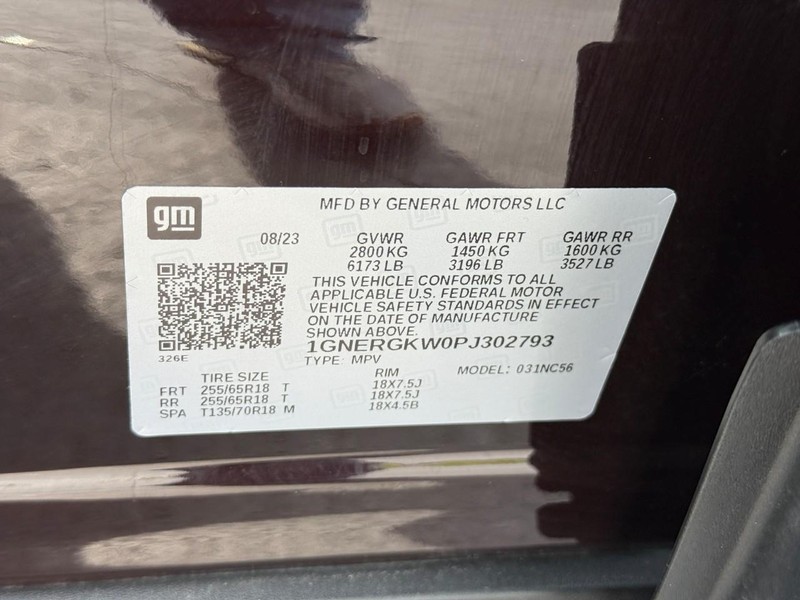 gm
MFD BY GENERAL MOTORS LLC
08/23 GVWR GAWR FRT GAWR RR
2800 KG 1450 KG 1600 KG
6173 LB 3196 LB 3527 LB
THIS VEHICLE CONFORMS TO ALL
APPLICABLE U.S. FEDERAL MOTOR
VEHICLE SAFETY STANDARDS IN EFFECT
ON THE DATE OF MANUFACTURE
SHOWN ABOVE.
326E
1GNERGKW0PJ302793
TYPE: MPV MODEL: 031NC56
TIRE SIZE RIM
FRT 255/65R18 T 18X7.5J
RR 255/65R18 T 18X7.5J
SPA T135/70R18 M 18X4.5B